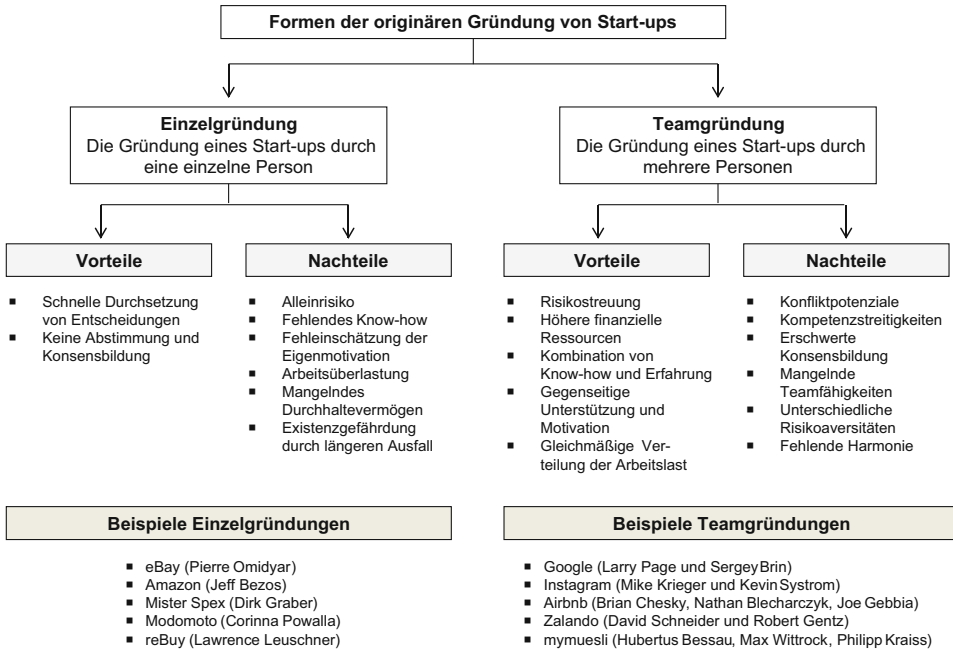 Formen der originären Gründung von Start-ups
Einzelgründung
Die Gründung eines Start-ups durch
eine einzelne Person
Teamgründung
Die Gründung eines Start-ups durch
mehrere Personen
Vorteile
▪ Schnelle Durchsetzung
von Entscheidungen
▪ Keine Abstimmung und
Konsensbildung
Nachteile
▪ Alleinrisiko
▪ Fehlendes Know-how
▪ Fehleinschätzung der
Eigenmotivation
▪ Arbeitsüberlastung
▪ Mangelndes
Durchhaltevermögen
▪ Existenzgefährdung
durch längeren Ausfall
Vorteile
▪ Risikostreuung
▪ Höhere finanzielle
Ressourcen
▪ Kombination von
Know-how und Erfahrung
▪ Gegenseitige
Unterstützung und
Motivation
▪ Gleichmäßige Ver-
teilung der Arbeitslast
Nachteile
▪ Konfliktpotenziale
▪ Kompetenzstreitigkeiten
▪ Erschwerte
Konsensbildung
▪ Mangelnde
Teamfähigkeiten
▪ Unterschiedliche
Risikoaversitäten
▪ Fehlende Harmonie
Beispiele Einzelgründungen
▪ eBay (Pierre Omidyar)
▪ Amazon (Jeff Bezos)
▪ Mister Spex (Dirk Graber)
▪ Modomoto (Corinna Powalla)
▪ reBuy (Lawrence Leuschner)
Beispiele Teamgründungen
▪ Google (Larry Page und Sergey Brin)
▪ Instagram (Mike Krieger und Kevin Systrom)
▪ Airbnb (Brian Chesky, Nathan Blecharczyk, Joe Gebbia)
▪ Zalando (David Schneider und Robert Gentz)
▪ mymuesli (Hubertus Bessau, Max Wittrock, Philipp Kraiss)